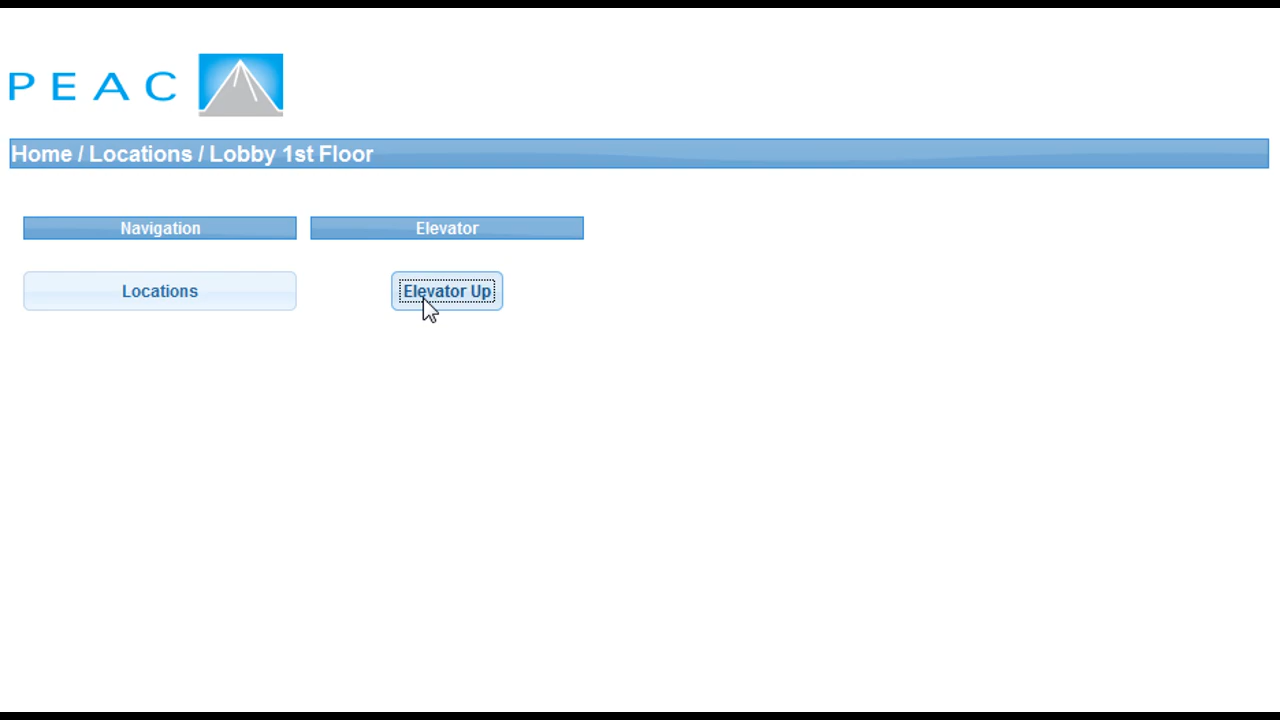 PEAC
Home / Locations / Lobby 1st Floor
Navigation
Elevator
Locations
Elevator Up